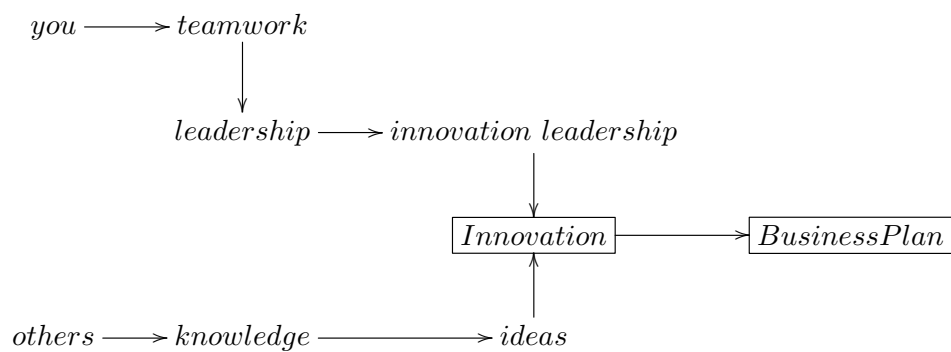 you teamwork
leadership innovation leadership
Innovation BusinessPlan
others knowledge ideas